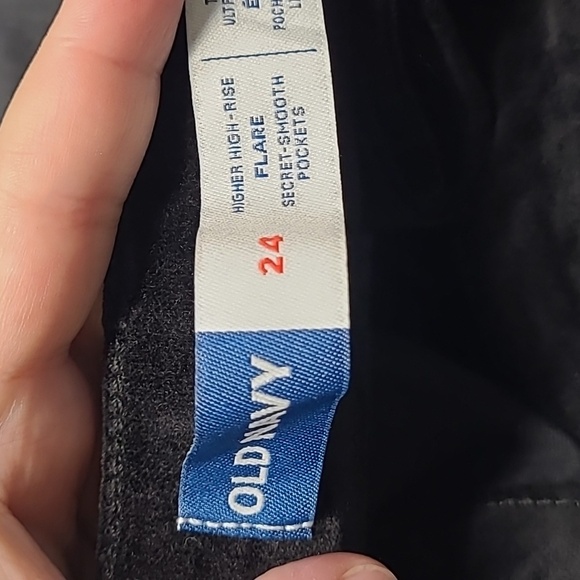 OLD NAVY
24
HIGHER HIGH-RISE
FLARE
SECRET-SMOOTH
POCKETS